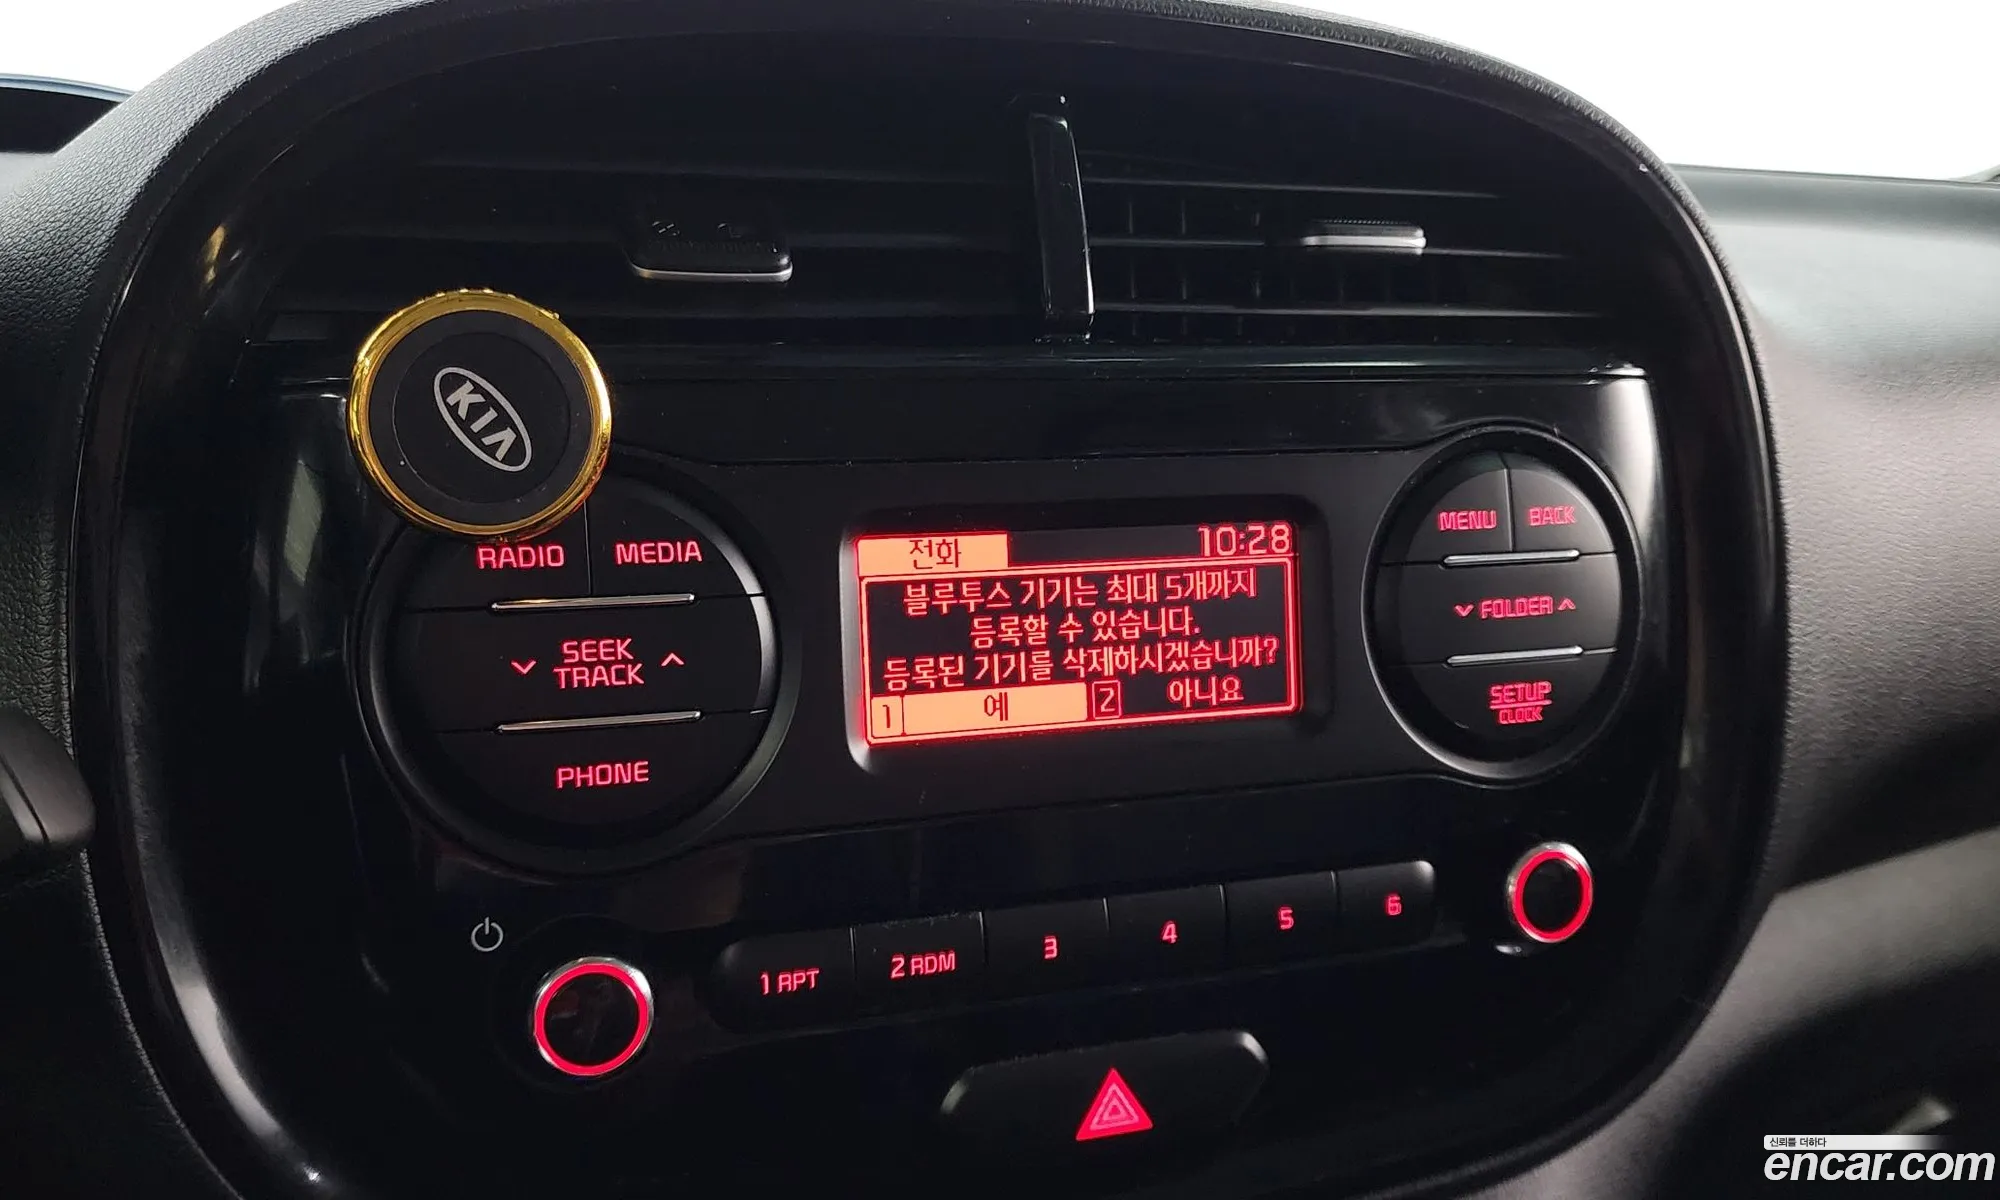 KIA
RADIO
MEDIA
SEEK
TRACK
PHONE
전화
10:28
블루투스 기기는 최대 5개까지
등록할 수 있습니다.
등록된 기기를 삭제하시겠습니까?
1 예 2 아니요
MENU
BACK
FOLDER
SETUP
CLOCK
1 RPT
2 RDM
3
4
5
6
신뢰를 더하다
encar.com